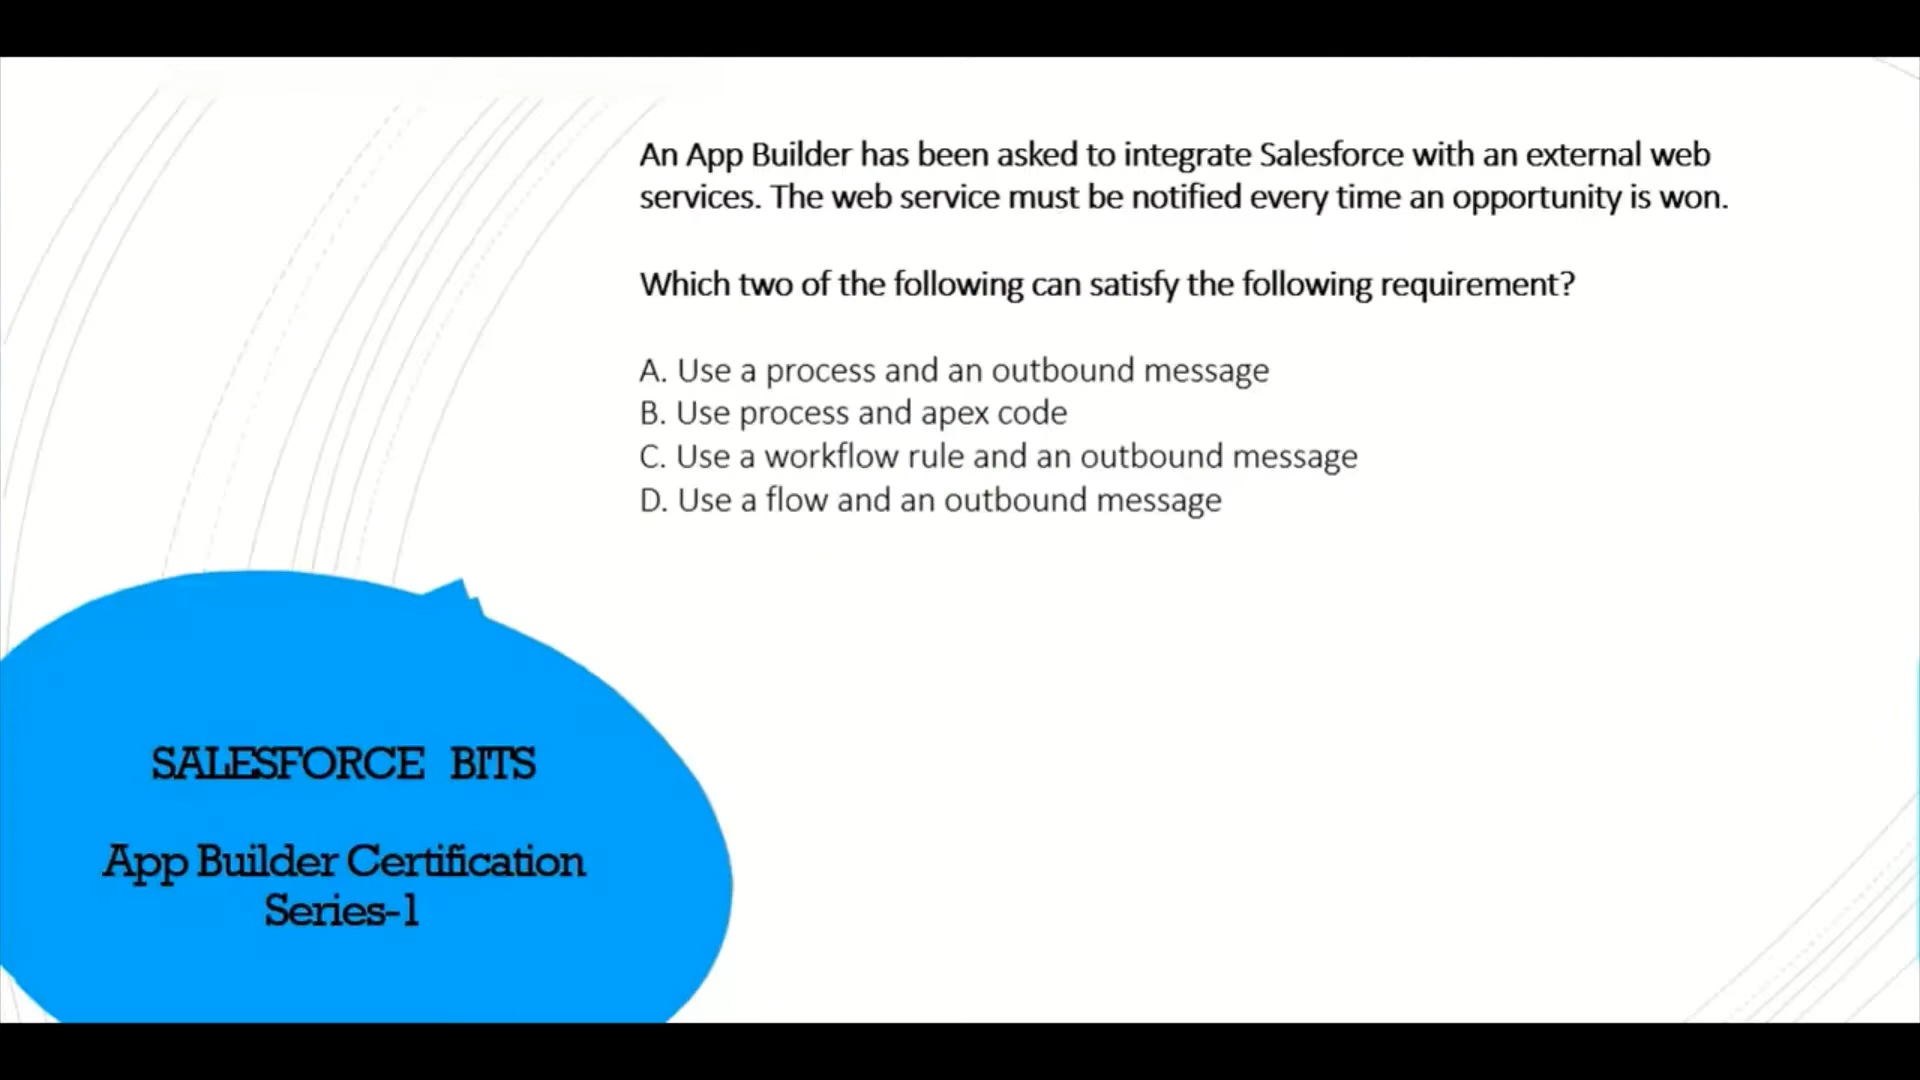 An App Builder has been asked to integrate Salesforce with an external web
services. The web service must be notified every time an opportunity is won.
Which two of the following can satisfy the following requirement?
A. Use a process and an outbound message
B. Use process and apex code
C. Use a workflow rule and an outbound message
D. Use a flow and an outbound message
SALESFORCE BITS
App Builder Certification
Series-1